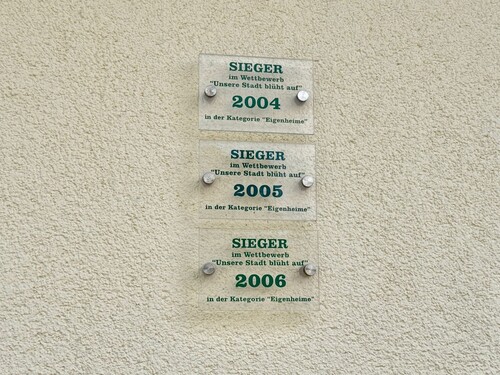 SIEGER
im Wettbewerb
"Unsere Stadt blüht auf"
2004
in der Kategorie "Eigenheime"
SIEGER
im Wettbewerb
"Unsere Stadt blüht auf"
2005
in der Kategorie "Eigenheime"
SIEGER
im Wettbewerb
"Unsere Stadt blüht auf"
2006
in der Kategorie "Eigenheime"